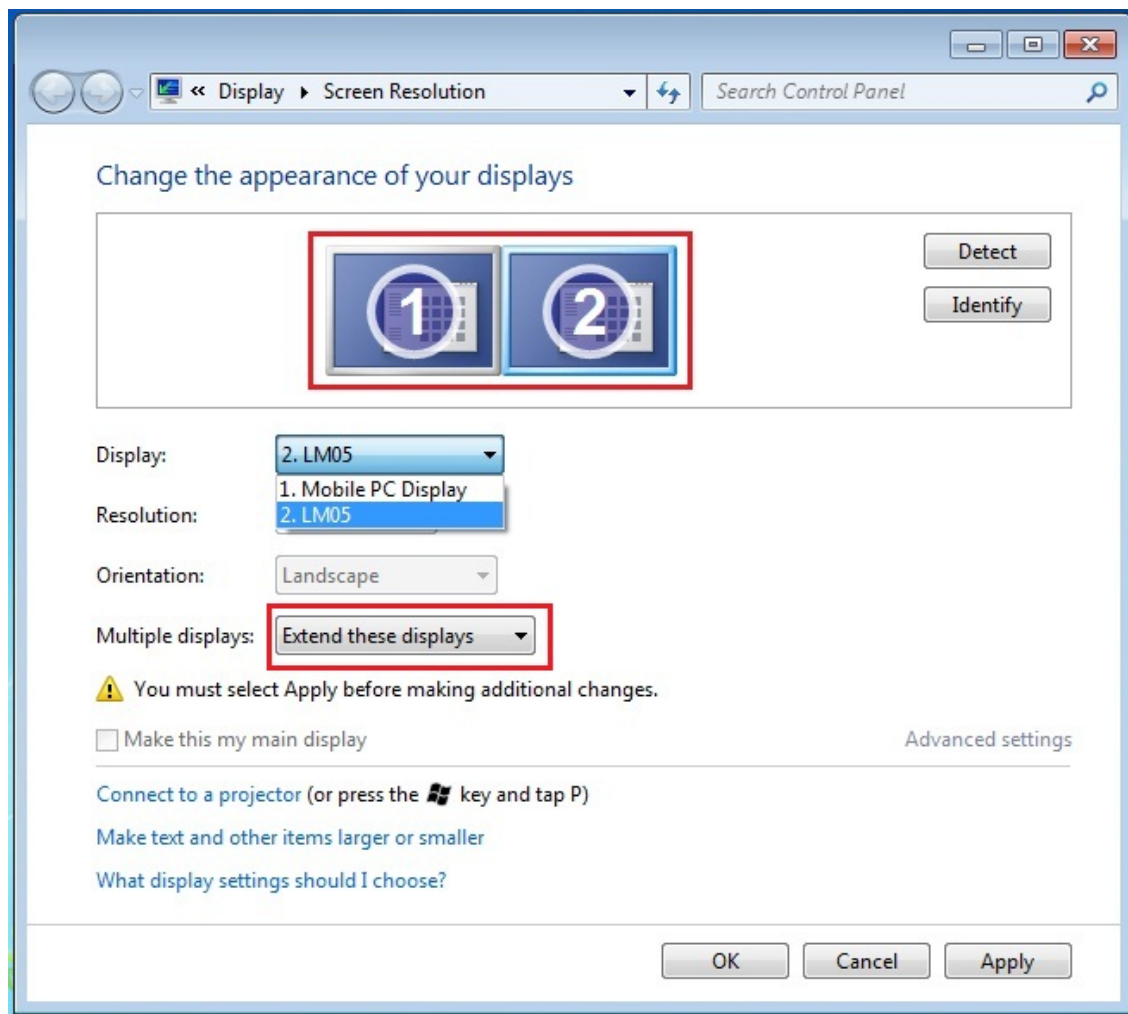 « Display ▸ Screen Resolution
Search Control Panel
Change the appearance of your displays
1
2
Detect
Identify
Display:
2. LM05
1. Mobile PC Display
Resolution:
2. LM05
Orientation:
Landscape
Multiple displays:
Extend these displays
You must select Apply before making additional changes.
Make this my main display
Advanced settings
Connect to a projector (or press the key and tap P)
Make text and other items larger or smaller
What display settings should I choose?
OK
Cancel
Apply